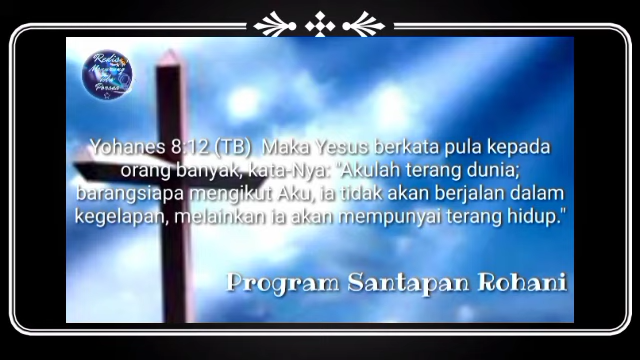 Yohanes 8:12 (TB)  Maka Yesus berkata pula kepada
orang banyak, kata-Nya: "Akulah terang dunia;
barangsiapa mengikut Aku, ia tidak akan berjalan dalam
kegelapan, melainkan ia akan mempunyai terang hidup."
Program Santapan Rohani